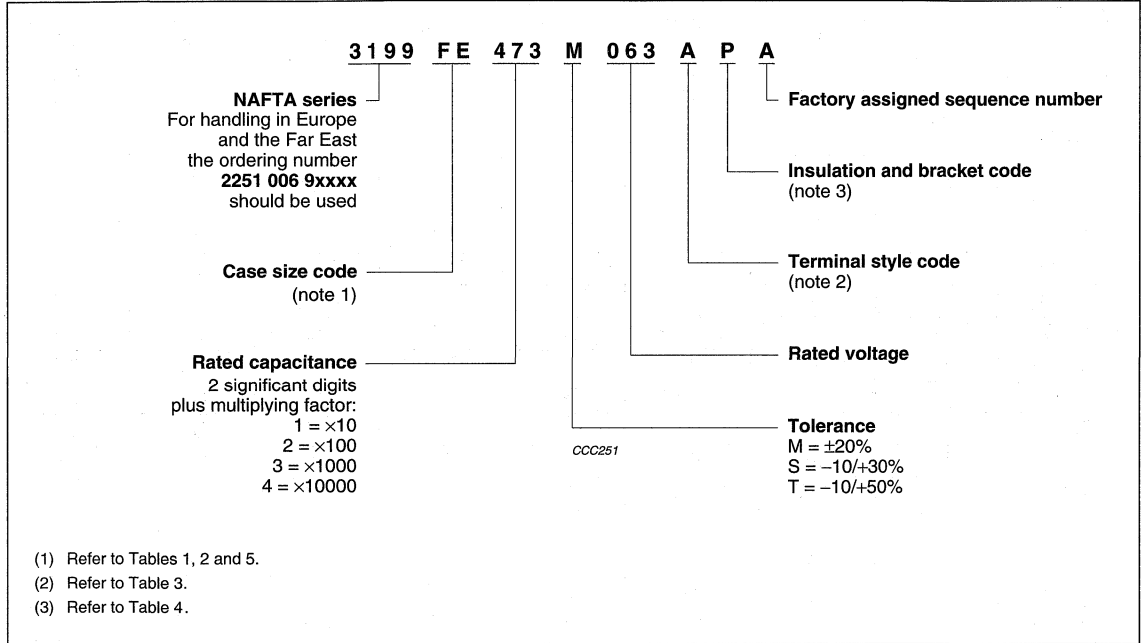 3199 FE 473 M 063 A P A
NAFTA series
For handling in Europe
and the Far East
the ordering number
2251 006 9xxxx
should be used
Case size code
(note 1)
Rated capacitance
2 significant digits
plus multiplying factor:
1 = ×10
2 = ×100
3 = ×1000
4 = ×10000
Factory assigned sequence number
Insulation and bracket code
(note 3)
Terminal style code
(note 2)
Rated voltage
Tolerance
M = ±20%
S = −10/+30%
T = −10/+50%
CCC251
(1) Refer to Tables 1, 2 and 5.
(2) Refer to Table 3.
(3) Refer to Table 4.